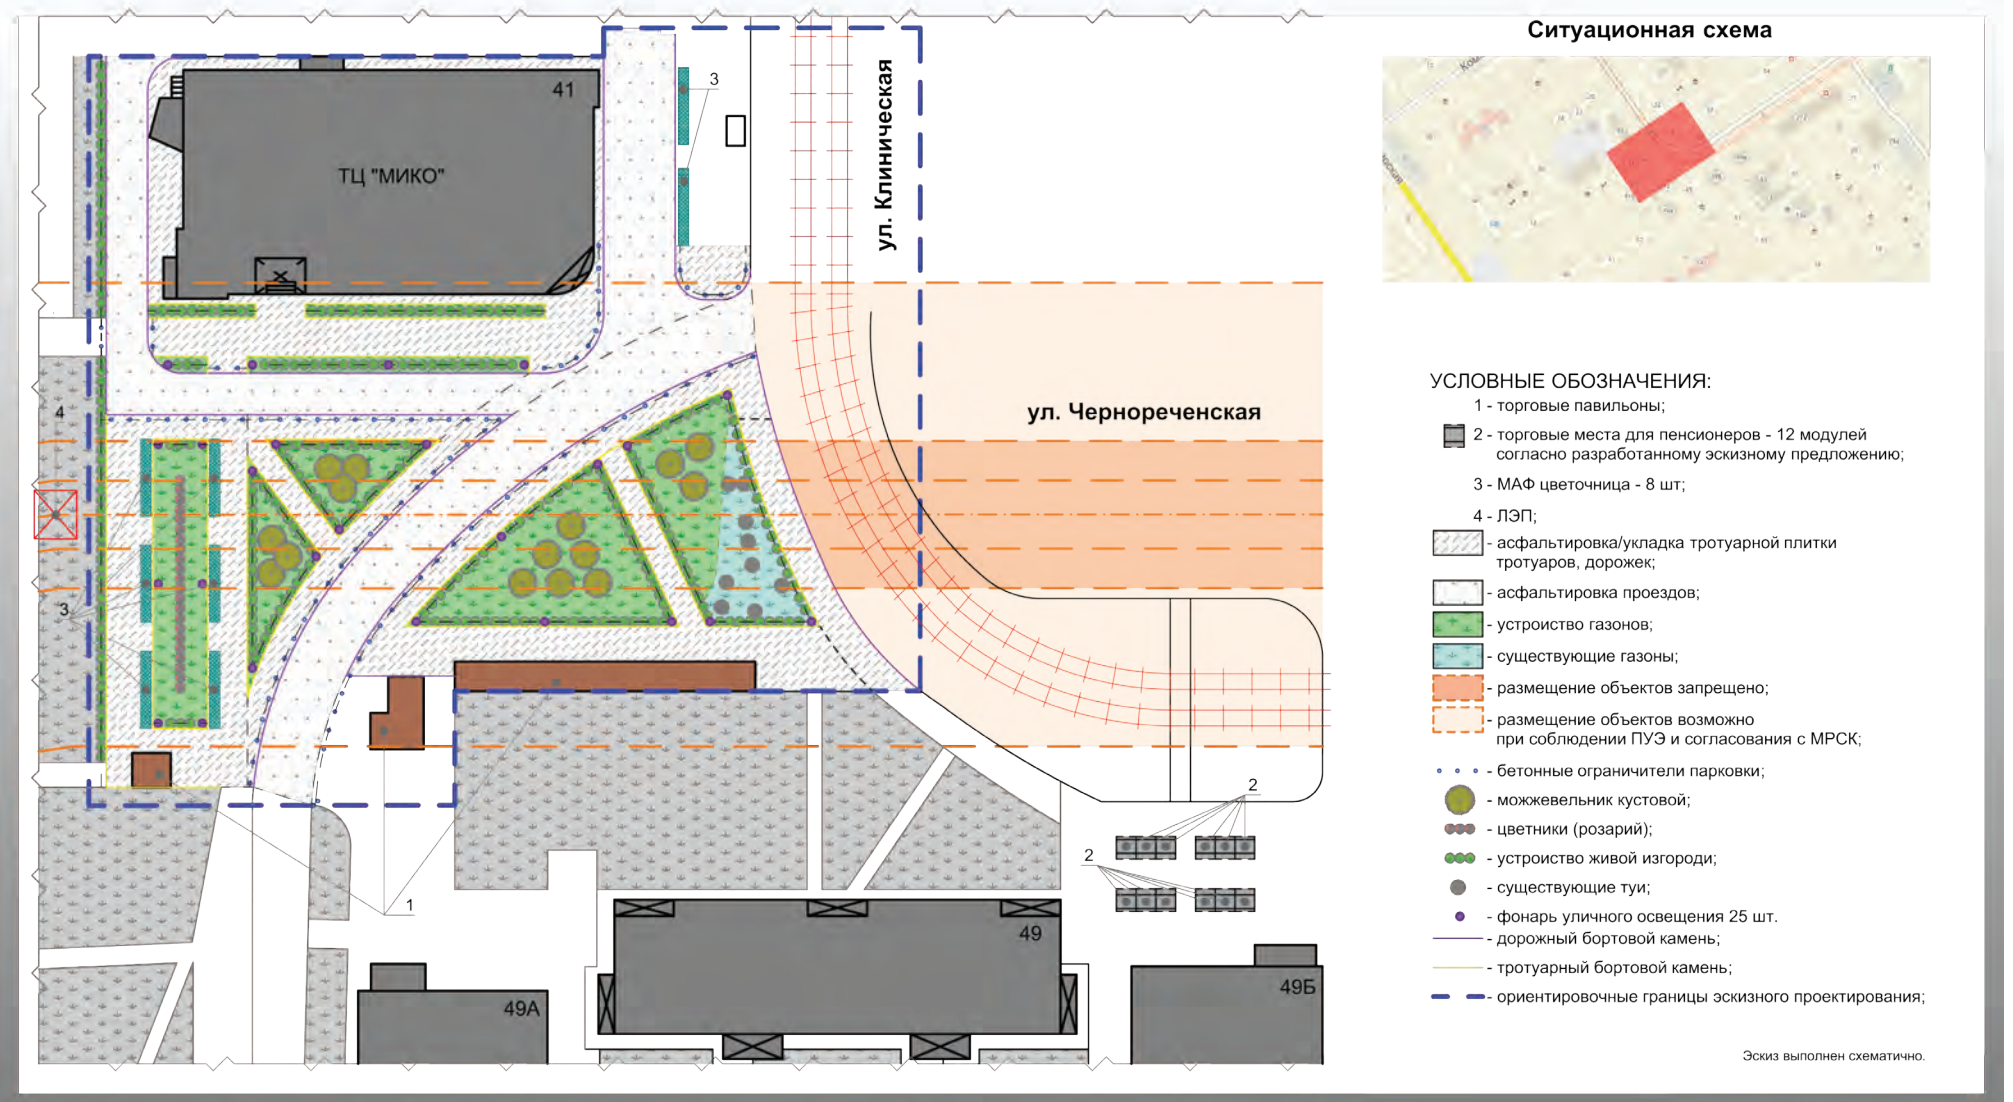 Ситуационная схема
41
3
ТЦ "МИКО"
ул. Клиническая
ул. Чернореченская
4
3
1
2
2
49
49А
49Б
УСЛОВНЫЕ ОБОЗНАЧЕНИЯ:
1 - торговые павильоны;
2 - торговые места для пенсионеров - 12 модулей
согласно разработанному эскизному предложению;
3 - МАФ цветочница - 8 шт;
4 - ЛЭП;
- асфальтировка/укладка тротуарной плитки
тротуаров, дорожек;
- асфальтировка проездов;
- устроиство газонов;
- существующие газоны;
- размещение объектов запрещено;
- размещение объектов возможно
при соблюдении ПУЭ и согласования с МРСК;
- бетонные ограничители парковки;
- можжевельник кустовой;
- цветники (розарий);
- устроиство живой изгороди;
- существующие туи;
- фонарь уличного освещения 25 шт.
- дорожный бортовой камень;
- тротуарный бортовой камень;
- ориентировочные границы эскизного проектирования;
Эскиз выполнен схематично.